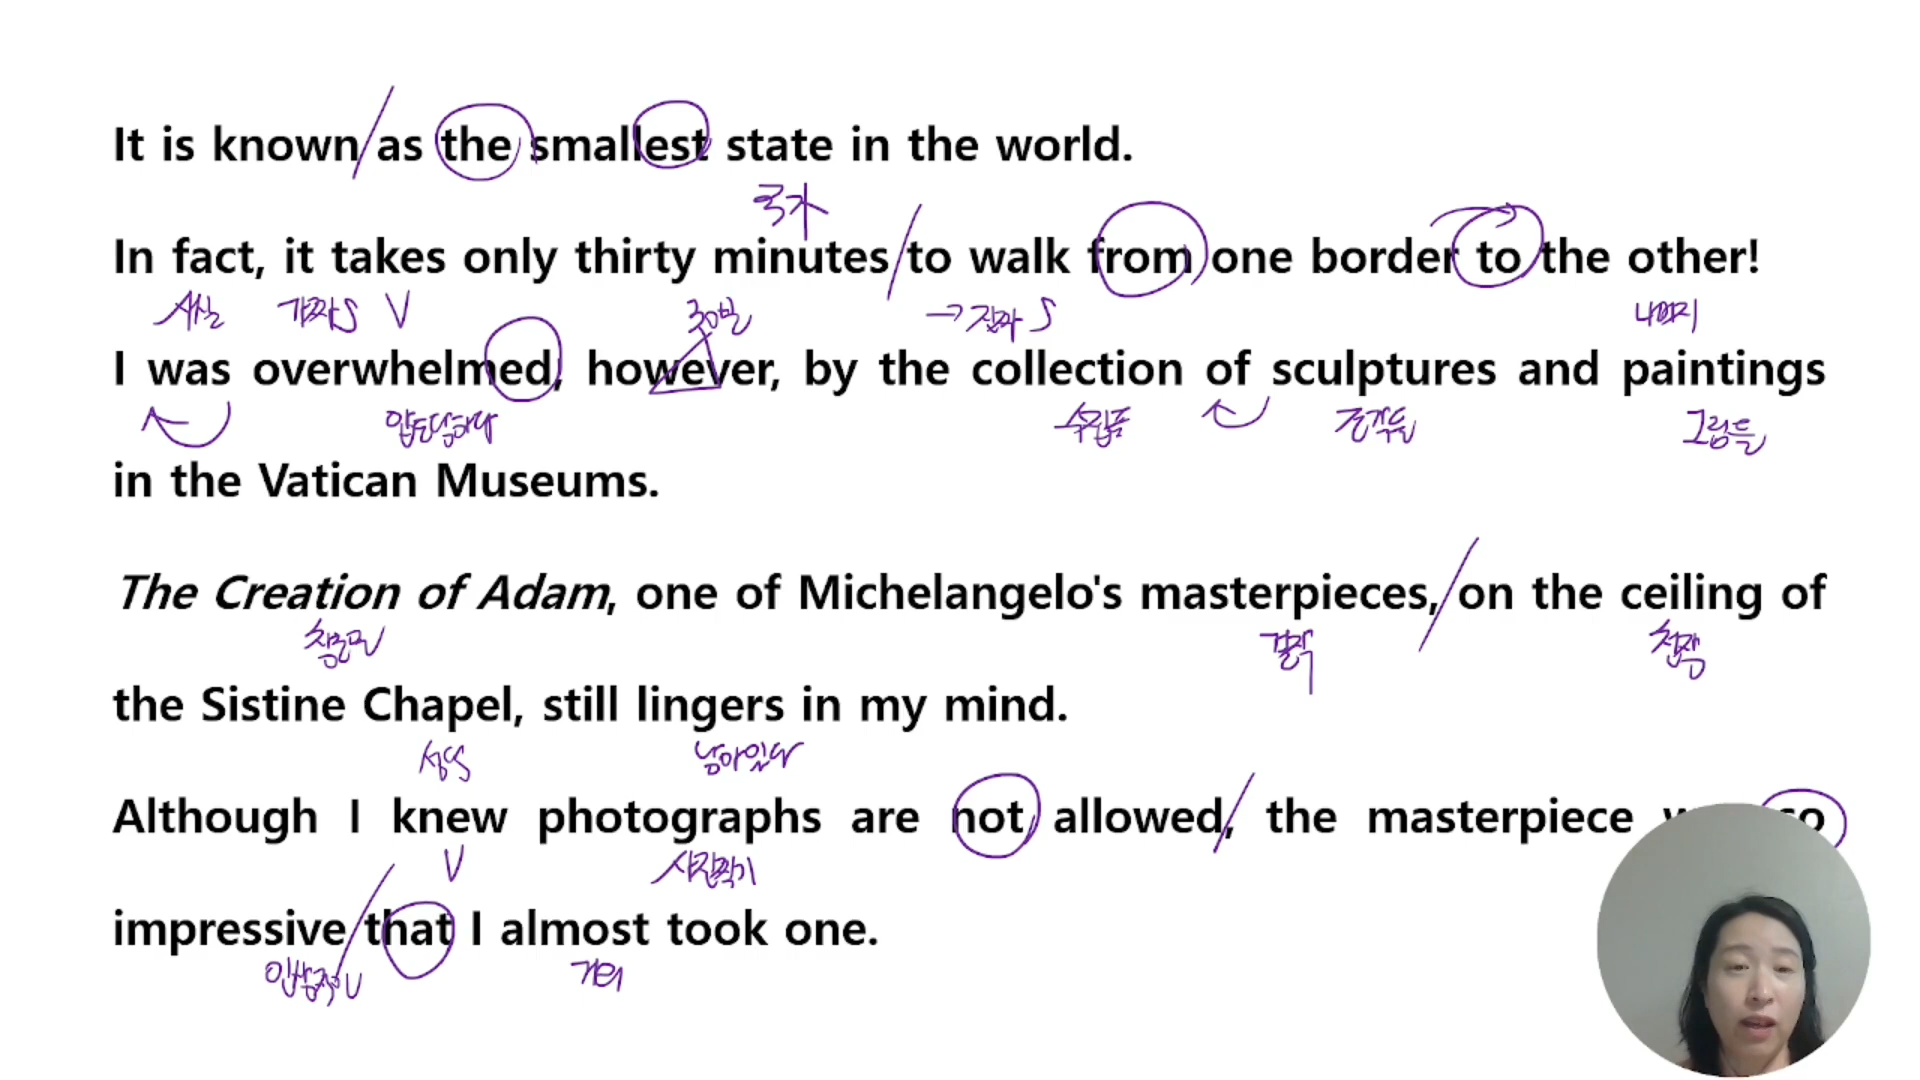 It is known as the smallest state in the world.
국가
In fact, it takes only thirty minutes to walk from one border to the other!
사실 가짜S V 30분 → 진짜 S 나머지
I was overwhelmed, however, by the collection of sculptures and paintings
압도당하다 수집품 조각들 그림들
in the Vatican Museums.
The Creation of Adam, one of Michelangelo's masterpieces, on the ceiling of
창조물 걸작 천장
the Sistine Chapel, still lingers in my mind.
성당 남아있다
Although I knew photographs are not allowed, the masterpiece so
V 사진찍기
impressive that I almost took one.
인상적인 거의